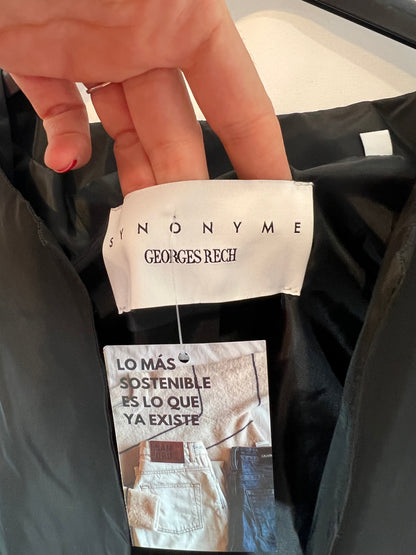 SYNONYME
GEORGES RECH
LO MÁS
SOSTENIBLE
ES LO QUE
YA EXISTE